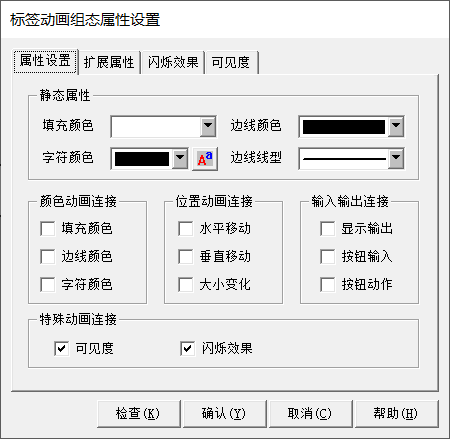 标签动画组态属性设置
属性设置 扩展属性 闪烁效果 可见度
静态属性
填充颜色 边线颜色
字符颜色 Aa 边线线型
颜色动画连接 位置动画连接 输入输出连接
填充颜色 水平移动 显示输出
边线颜色 垂直移动 按钮输入
字符颜色 大小变化 按钮动作
特殊动画连接
可见度 闪烁效果
检查(K) 确认(Y) 取消(C) 帮助(H)